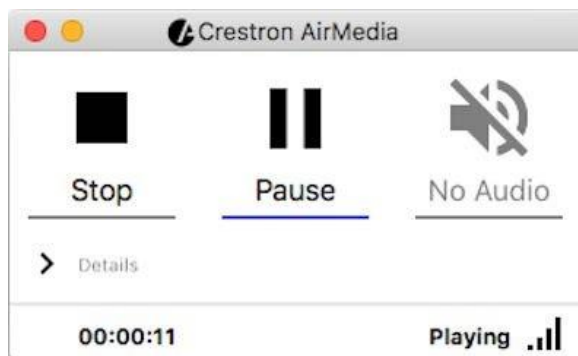 Crestron AirMedia
Stop Pause No Audio
Details
00:00:11 Playing